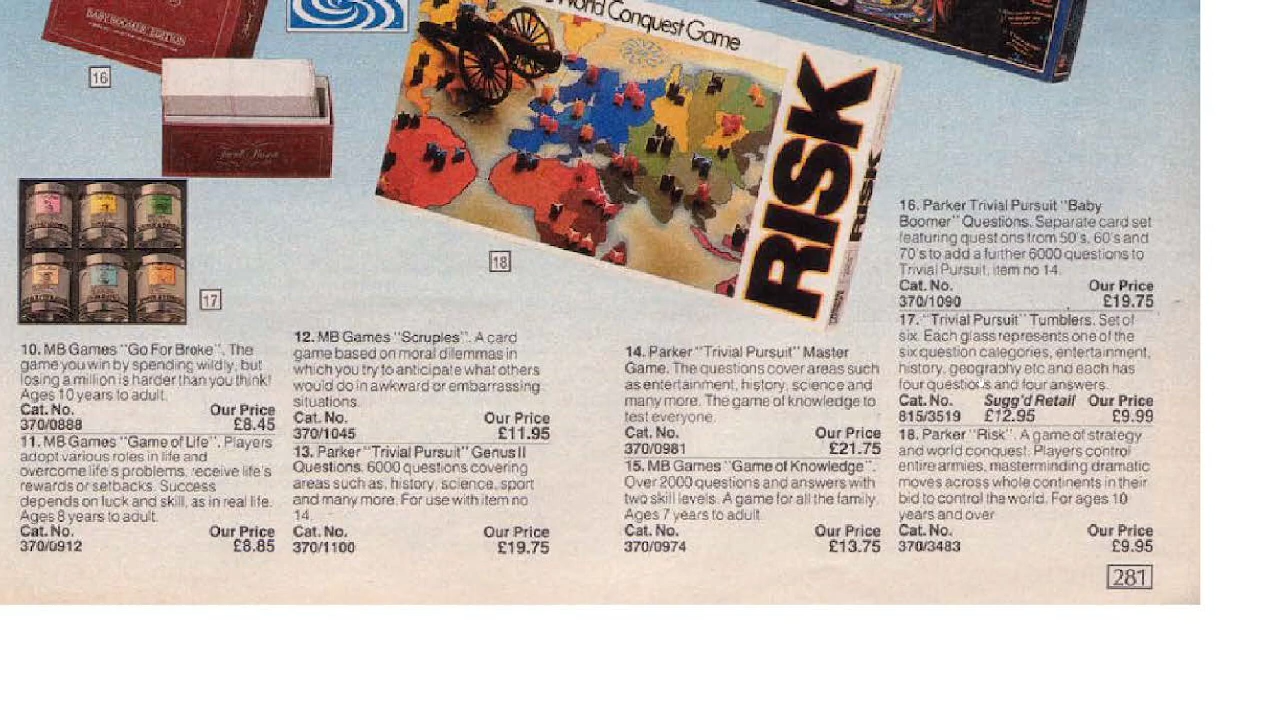 BABY BOOMER EDITION
16
Trivial Pursuit
World Conquest Game
RISK
RISK
18
17
10. MB Games "Go For Broke". The
game you win by spending wildly, but
losing a million is harder than you think!
Ages 10 years to adult.
Cat. No. Our Price
370/0888 £8.45
11. MB Games "Game of Life". Players
adopt various roles in life and
overcome life's problems, receive life's
rewards or setbacks. Success
depends on luck and skill, as in real life.
Ages 8 years to adult.
Cat. No. Our Price
370/0912 £8.85
12. MB Games "Scruples". A card
game based on moral dilemmas in
which you try to anticipate what others
would do in awkward or embarrassing
situations.
Cat. No. Our Price
370/1045 £11.95
13. Parker "Trivial Pursuit" Genus II
Questions. 6000 questions covering
areas such as, history, science, sport
and many more. For use with item no
14.
Cat. No. Our Price
370/1100 £19.75
14. Parker "Trivial Pursuit" Master
Game. The questions cover areas such
as entertainment, history, science and
many more. The game of knowledge to
test everyone.
Cat. No. Our Price
370/0981 £21.75
15. MB Games "Game of Knowledge".
Over 2000 questions and answers with
two skill levels. A game for all the family.
Ages 7 years to adult.
Cat. No. Our Price
370/0974 £13.75
16. Parker Trivial Pursuit "Baby
Boomer" Questions. Separate card set
featuring questions from 50's, 60's and
70's to add a further 6000 questions to
Trivial Pursuit, item no 14.
Cat. No. Our Price
370/1090 £19.75
17. "Trivial Pursuit" Tumblers. Set of
six. Each glass represents one of the
six question categories, entertainment,
history, geography etc and each has
four questions and four answers.
Cat. No. Sugg'd Retail Our Price
815/3519 £12.95 £9.99
18. Parker "Risk". A game of strategy
and world conquest. Players control
entire armies, masterminding dramatic
moves across whole continents in their
bid to control the world. For ages 10
years and over
Cat. No. Our Price
370/3483 £9.95
281